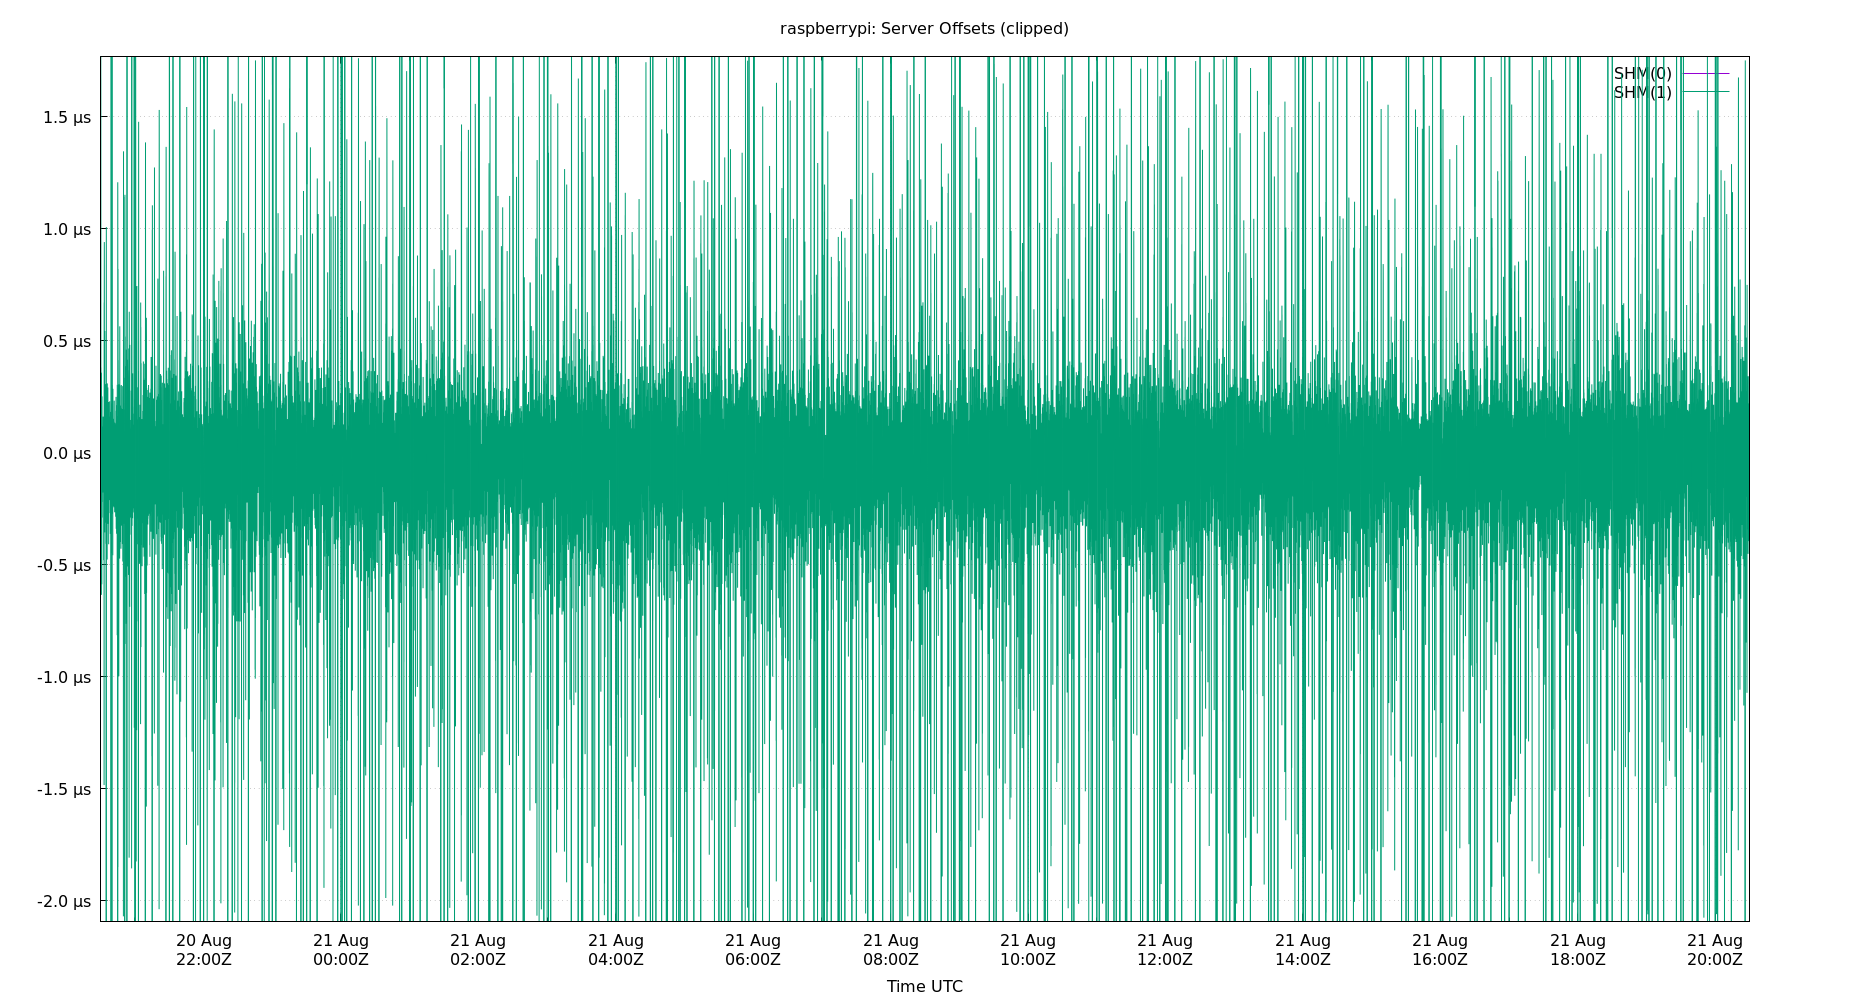 raspberrypi: Server Offsets (clipped)
SHM(0)
SHM(1)
1.5 µs
1.0 µs
0.5 µs
0.0 µs
-0.5 µs
-1.0 µs
-1.5 µs
-2.0 µs
20 Aug 21 Aug 21 Aug 21 Aug 21 Aug 21 Aug 21 Aug 21 Aug 21 Aug 21 Aug 21 Aug 21 Aug
22:00Z 00:00Z 02:00Z 04:00Z 06:00Z 08:00Z 10:00Z 12:00Z 14:00Z 16:00Z 18:00Z 20:00Z
Time UTC